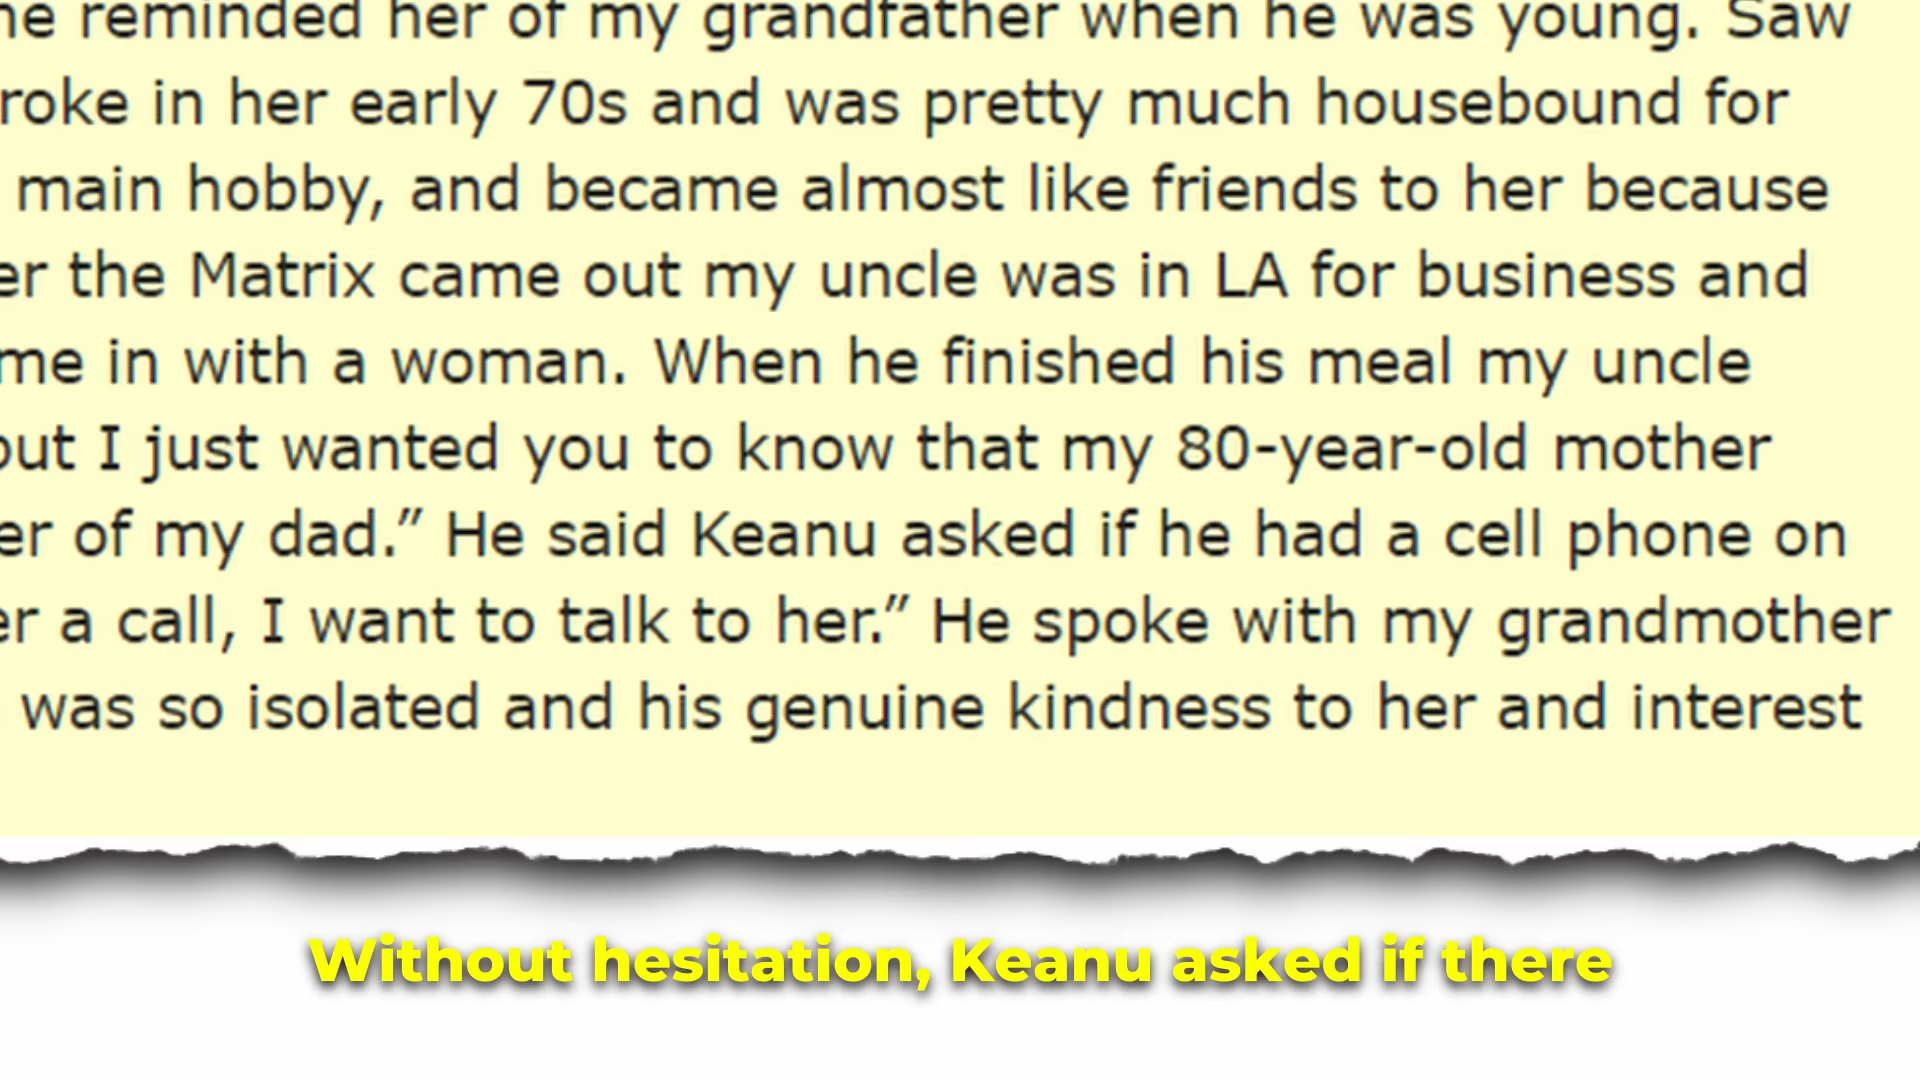 he reminded her of my grandfather when he was young. Saw
roke in her early 70s and was pretty much housebound for
main hobby, and became almost like friends to her because
er the Matrix came out my uncle was in LA for business and
me in with a woman. When he finished his meal my uncle
out I just wanted you to know that my 80-year-old mother
er of my dad.” He said Keanu asked if he had a cell phone on
er a call, I want to talk to her.” He spoke with my grandmother
was so isolated and his genuine kindness to her and interest
Without hesitation, Keanu asked if there